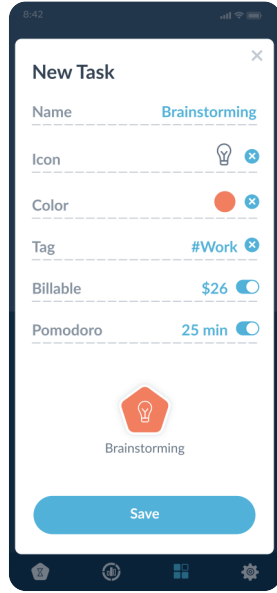 8:42
New Task
Name Brainstorming
Icon
Color
Tag #Work
Billable $26
Pomodoro 25 min
Brainstorming
Save